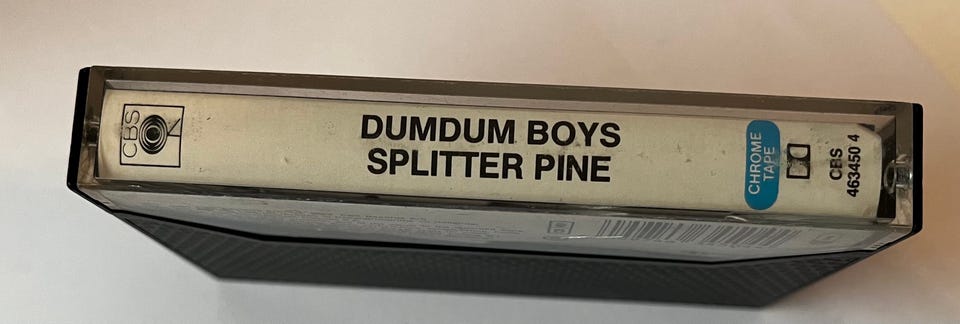 CBS
DUMDUM BOYS
SPLITTER PINE
CHROME
TAPE
CBS
463450 4